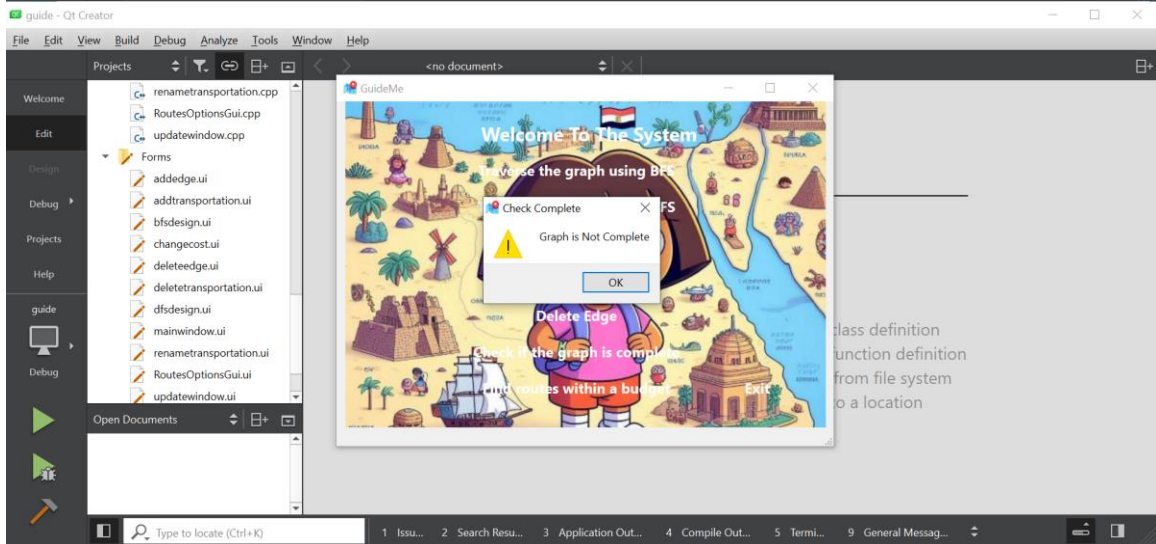 guide - Qt Creator
File Edit View Build Debug Analyze Tools Window Help
Projects
<no document>
Welcome
Edit
Design
Debug
Projects
Help
guide
Debug
renametransportation.cpp
RoutesOptionsGui.cpp
updatewindow.cpp
Forms
addedge.ui
addtransportation.ui
bfsdesign.ui
changecost.ui
deleteedge.ui
deletetransportation.ui
dfsdesign.ui
mainwindow.ui
renametransportation.ui
RoutesOptionsGui.ui
updatewindow.ui
Open Documents
GuideMe
Welcome To The System
Traverse the graph using BFS
FS
Check Complete
Graph is Not Complete
OK
Delete Edge
Check if the graph is complete
Find routes within a budget
Exit
class definition
function definition
from file system
to a location
Type to locate (Ctrl+K)
1 Issu... 2 Search Resu... 3 Application Out... 4 Compile Out... 5 Termi... 9 General Messag...